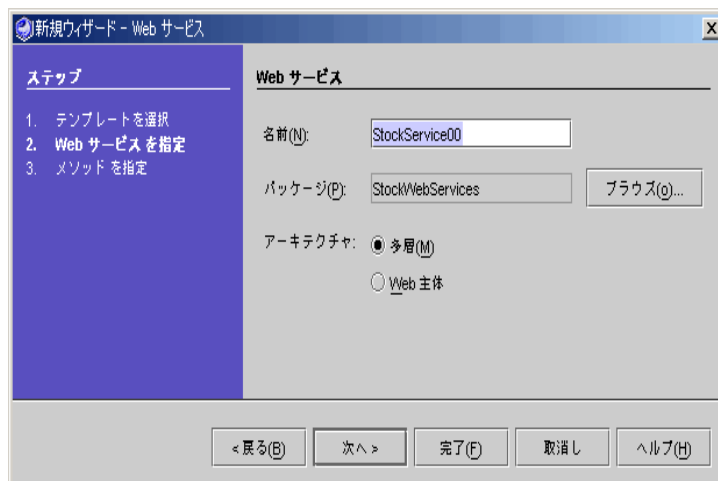 新規ウィザード - Web サービス
ステップ
1. テンプレートを選択
2. Web サービス を指定
3. メソッド を指定
Web サービス
名前(N): StockService00
パッケージ(P): StockWebServices ブラウズ(o)...
アーキテクチャ: 多層(M)
Web 主体
< 戻る(B) 次へ > 完了(F) 取消し ヘルプ(H)